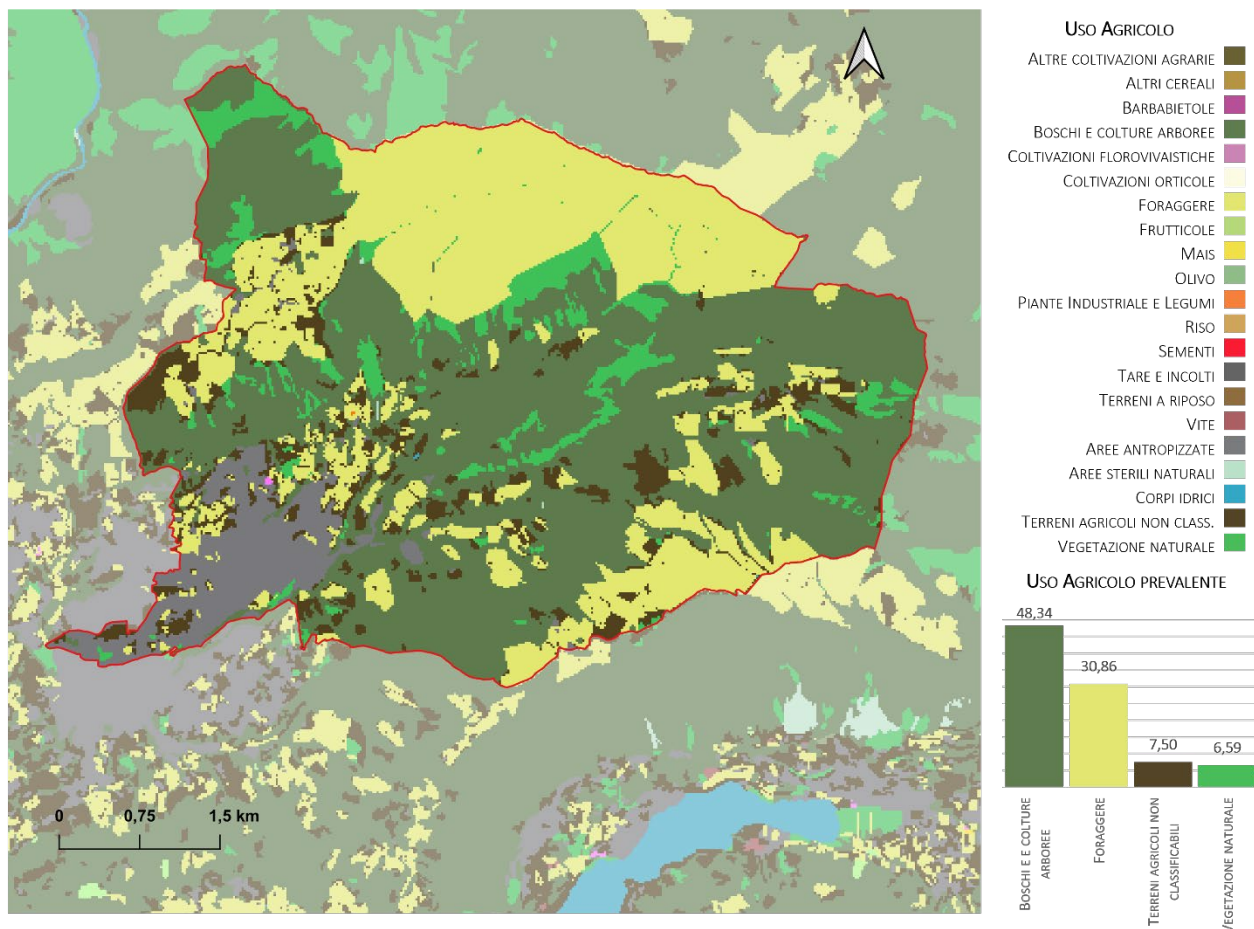 USO AGRICOLO
ALTRE COLTIVAZIONI AGRARIE
ALTRI CEREALI
BARBABIETOLE
BOSCHI E COLTURE ARBOREE
COLTIVAZIONI FLOROVIVAISTICHE
COLTIVAZIONI ORTICOLE
FORAGGERE
FRUTTICOLE
MAIS
OLIVO
PIANTE INDUSTRIALE E LEGUMI
RISO
SEMENTI
TARE E INCOLTI
TERRENI A RIPOSO
VITE
AREE ANTROPIZZATE
AREE STERILI NATURALI
CORPI IDRICI
TERRENI AGRICOLI NON CLASS.
VEGETAZIONE NATURALE
USO AGRICOLO PREVALENTE
48,34
30,86
7,50
6,59
BOSCHI E E COLTURE
ARBOREE
FORAGGERE
TERRENI AGRICOLI NON
CLASSIFICABILI
VEGETAZIONE NATURALE
0 0,75 1,5 km